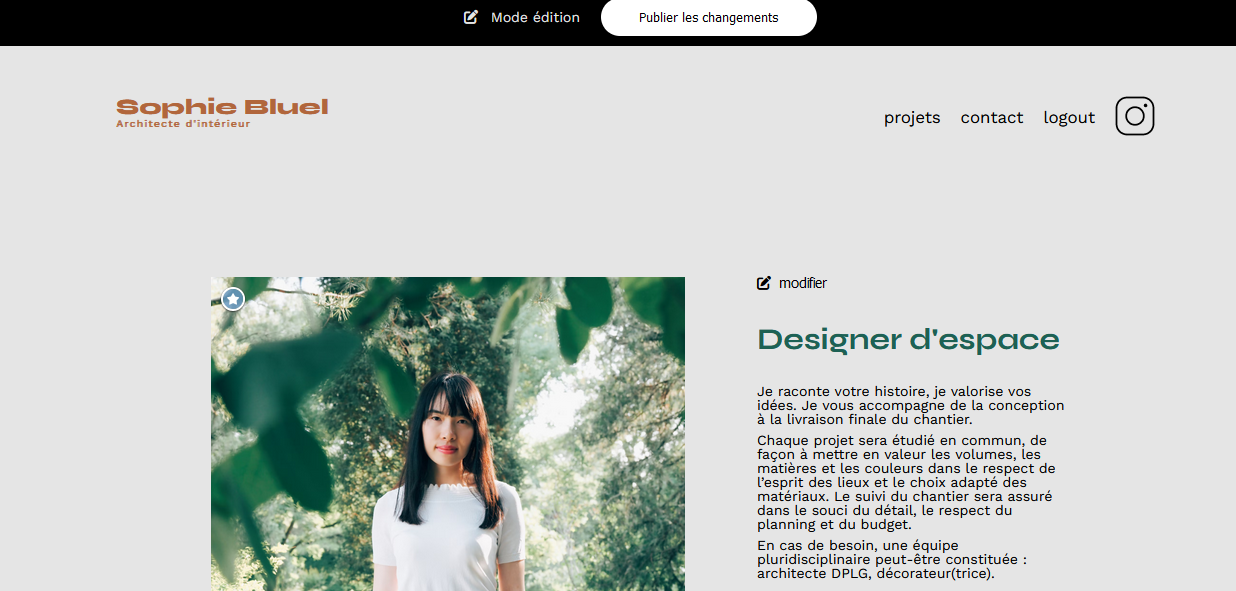 Mode édition
Publier les changements
Sophie Bluel
Architecte d'intérieur
projets
contact
logout
modifier
Designer d'espace
Je raconte votre histoire, je valorise vos
idées. Je vous accompagne de la conception
à la livraison finale du chantier.
Chaque projet sera étudié en commun, de
façon à mettre en valeur les volumes, les
matières et les couleurs dans le respect de
l’esprit des lieux et le choix adapté des
matériaux. Le suivi du chantier sera assuré
dans le souci du détail, le respect du
planning et du budget.
En cas de besoin, une équipe
pluridisciplinaire peut-être constituée :
architecte DPLG, décorateur(trice).